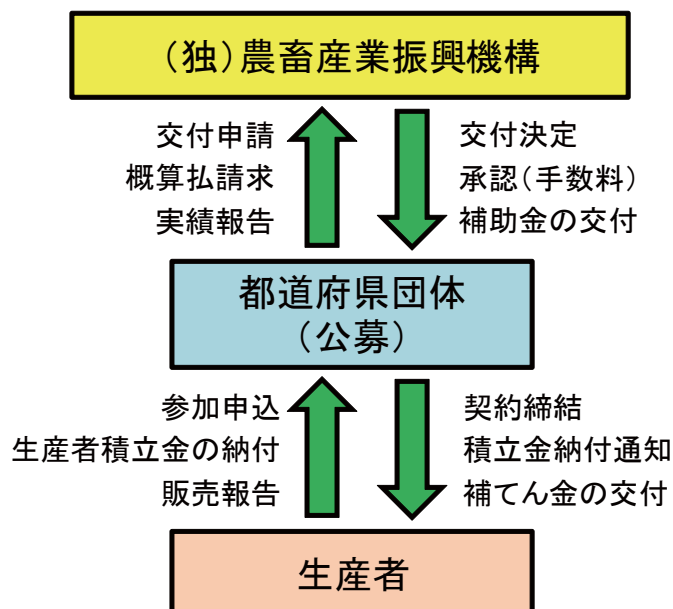 （独）農畜産業振興機構
交付申請
概算払請求
実績報告
交付決定
承認（手数料）
補助金の交付
都道府県団体
（公募）
参加申込
生産者積立金の納付
販売報告
契約締結
積立金納付通知
補てん金の交付
生産者